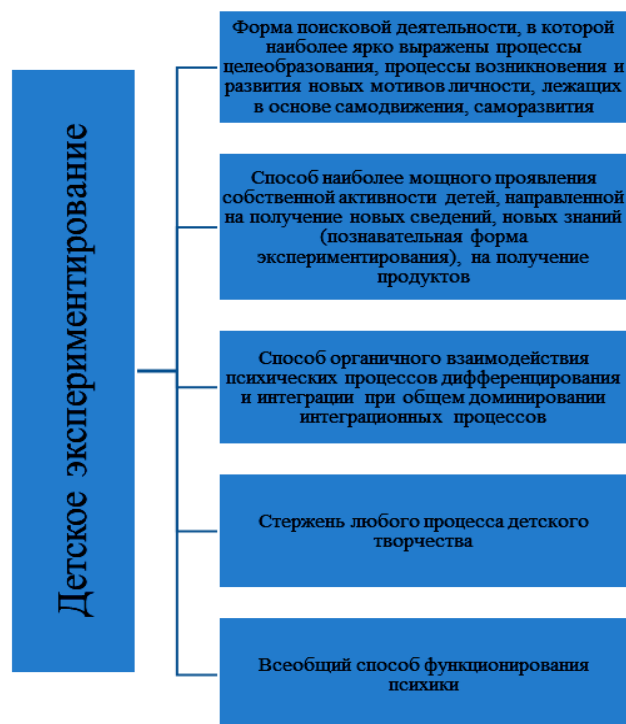 Детское экспериментирование
Форма поисковой деятельности, в которой
наиболее ярко выражены процессы
целеобразования, процессы возникновения и
развития новых мотивов личности, лежащих
в основе самодвижения, саморазвития
Способ наиболее мощного проявления
собственной активности детей, направленной
на получение новых сведений, новых знаний
(познавательная форма
экспериментирования), на получение
продуктов
Способ органичного взаимодействия
психических процессов дифференцирования
и интеграции при общем доминировании
интеграционных процессов
Стержень любого процесса детского
творчества
Всеобщий способ функционирования
психики